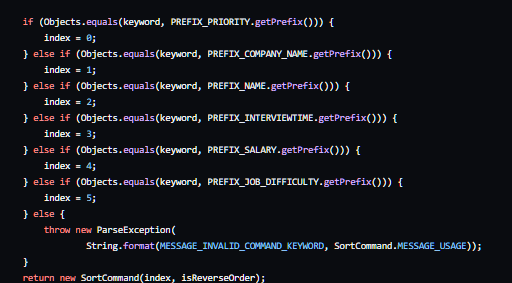 if (Objects.equals(keyword, PREFIX_PRIORITY.getPrefix())) {
    index = 0;
} else if (Objects.equals(keyword, PREFIX_COMPANY_NAME.getPrefix())) {
    index = 1;
} else if (Objects.equals(keyword, PREFIX_NAME.getPrefix())) {
    index = 2;
} else if (Objects.equals(keyword, PREFIX_INTERVIEWTIME.getPrefix())) {
    index = 3;
} else if (Objects.equals(keyword, PREFIX_SALARY.getPrefix())) {
    index = 4;
} else if (Objects.equals(keyword, PREFIX_JOB_DIFFICULTY.getPrefix())) {
    index = 5;
} else {
    throw new ParseException(
            String.format(MESSAGE_INVALID_COMMAND_KEYWORD, SortCommand.MESSAGE_USAGE));
}
return new SortCommand(index, isReverseOrder);